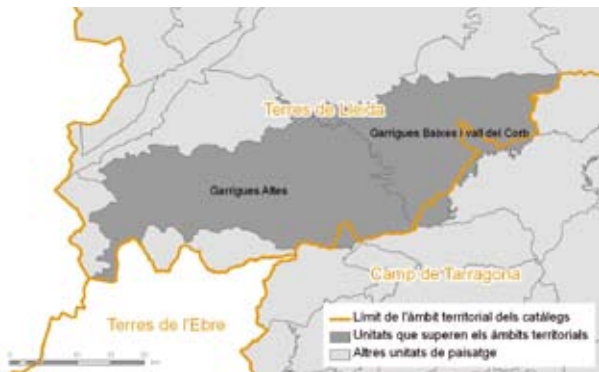 Terres de Lleida
Garrigues Baixes i vall del Corb
Garrigues Altes
Camp de Tarragona
Terres de l'Ebre
Límit de l'àmbit territorial dels catàlegs
Unitats que superen els àmbits territorials
Altres unitats de paisatge